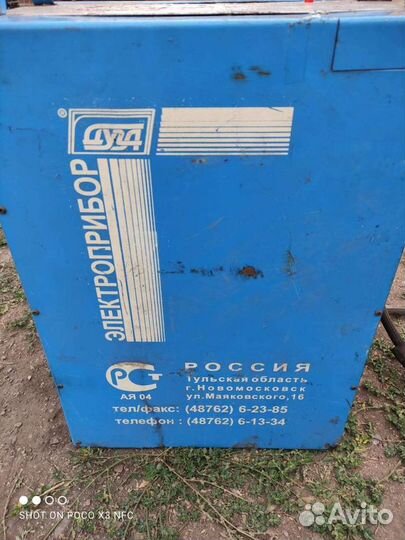 ДУГА
ЭЛЕКТРОПРИБОР
РСТ
АЯ 04
РОССИЯ
Тульская область
г.Новомосковск
ул.Маяковского,16
тел/факс: (48762) 6-23-85
телефон : (48762) 6-13-34
SHOT ON POCO X3 NFC
Avito